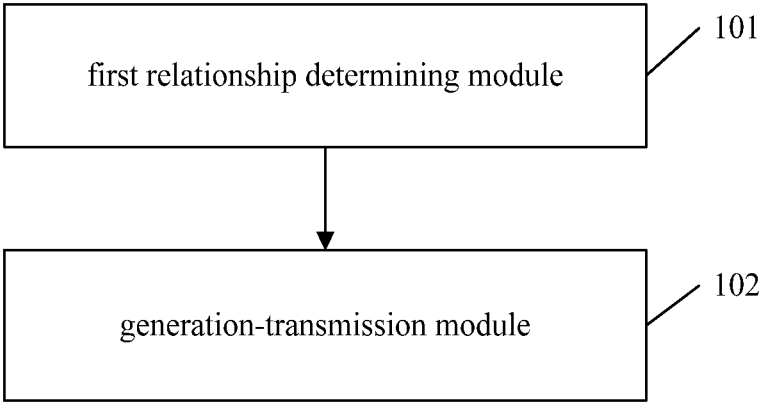 101
first relationship determining module
102
generation-transmission module